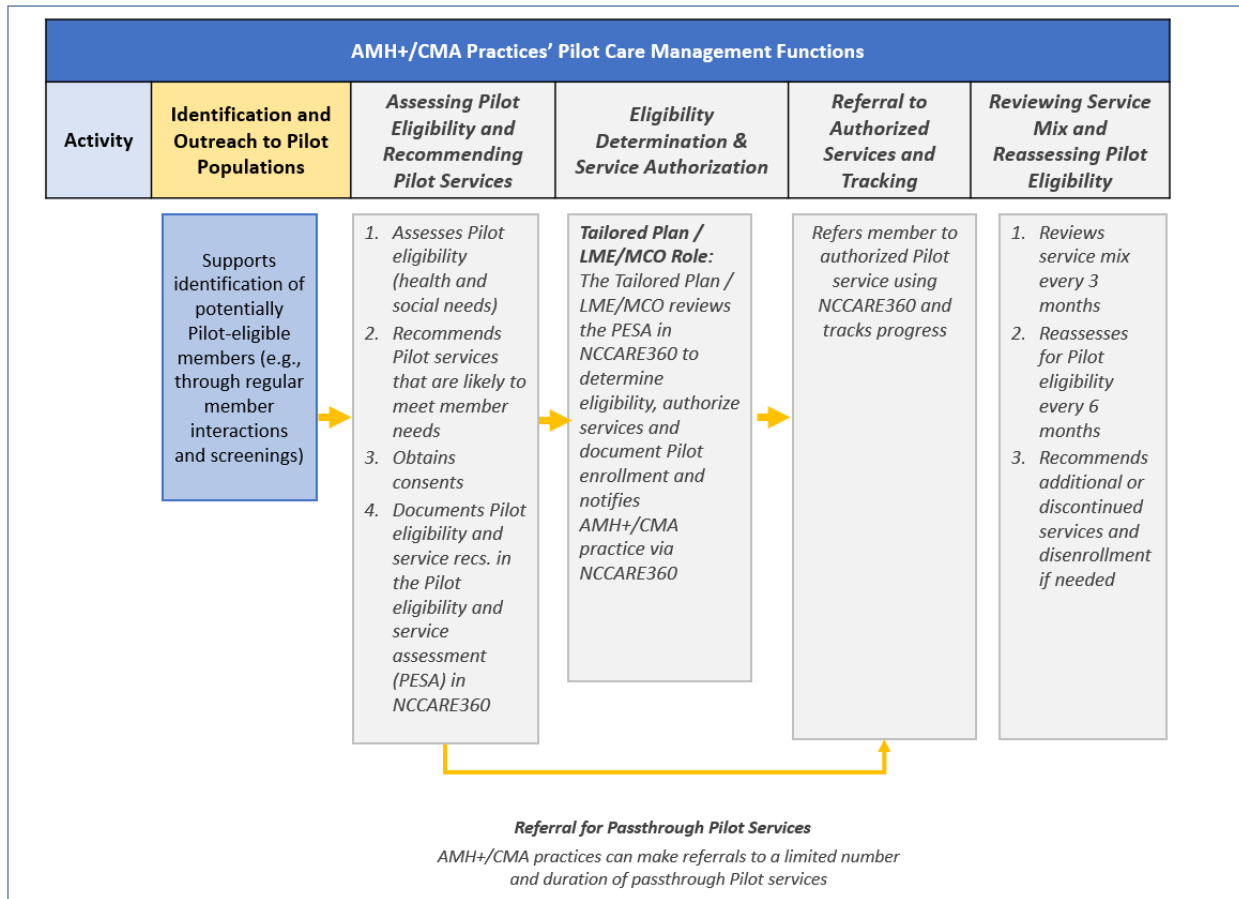 AMH+/CMA Practices’ Pilot Care Management Functions
Activity
Identification and
Outreach to Pilot
Populations
Assessing Pilot
Eligibility and
Recommending
Pilot Services
Eligibility
Determination &
Service Authorization
Referral to
Authorized
Services and
Tracking
Reviewing Service
Mix and
Reassessing Pilot
Eligibility
Supports
identification of
potentially
Pilot-eligible
members (e.g.,
through regular
member
interactions
and screenings)
1. Assesses Pilot
eligibility
(health and
social needs)
2. Recommends
Pilot services
that are likely to
meet member
needs
3. Obtains
consents
4. Documents Pilot
eligibility and
service recs. in
the Pilot
eligibility and
service
assessment
(PESA) in
NCCARE360
Tailored Plan /
LME/MCO Role:
The Tailored Plan /
LME/MCO reviews
the PESA in
NCCARE360 to
determine
eligibility, authorize
services and
document Pilot
enrollment and
notifies
AMH+/CMA
practice via
NCCARE360
Refers member to
authorized Pilot
service using
NCCARE360 and
tracks progress
1. Reviews
service mix
every 3
months
2. Reassesses
for Pilot
eligibility
every 6
months
3. Recommends
additional or
discontinued
services and
disenrollment
if needed
Referral for Passthrough Pilot Services
AMH+/CMA practices can make referrals to a limited number
and duration of passthrough Pilot services